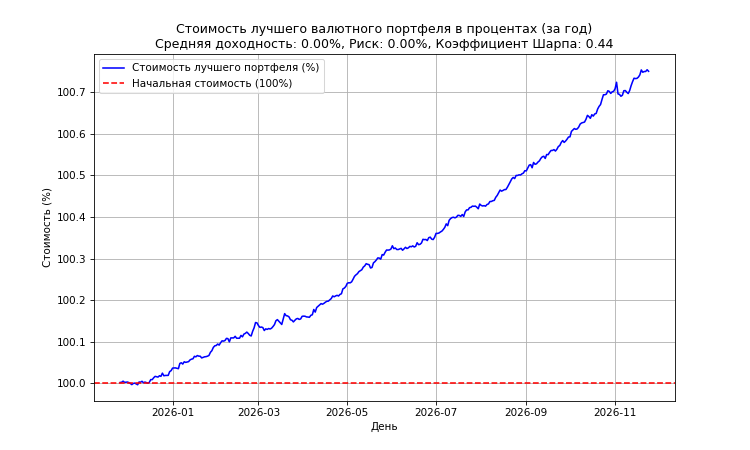 Стоимость лучшего валютного портфеля в процентах (за год)
Средняя доходность: 0.00%, Риск: 0.00%, Коэффициент Шарпа: 0.44
Стоимость лучшего портфеля (%)
Начальная стоимость (100%)
Стоимость (%)
100.7
100.6
100.5
100.4
100.3
100.2
100.1
100.0
2026-01 2026-03 2026-05 2026-07 2026-09 2026-11
День